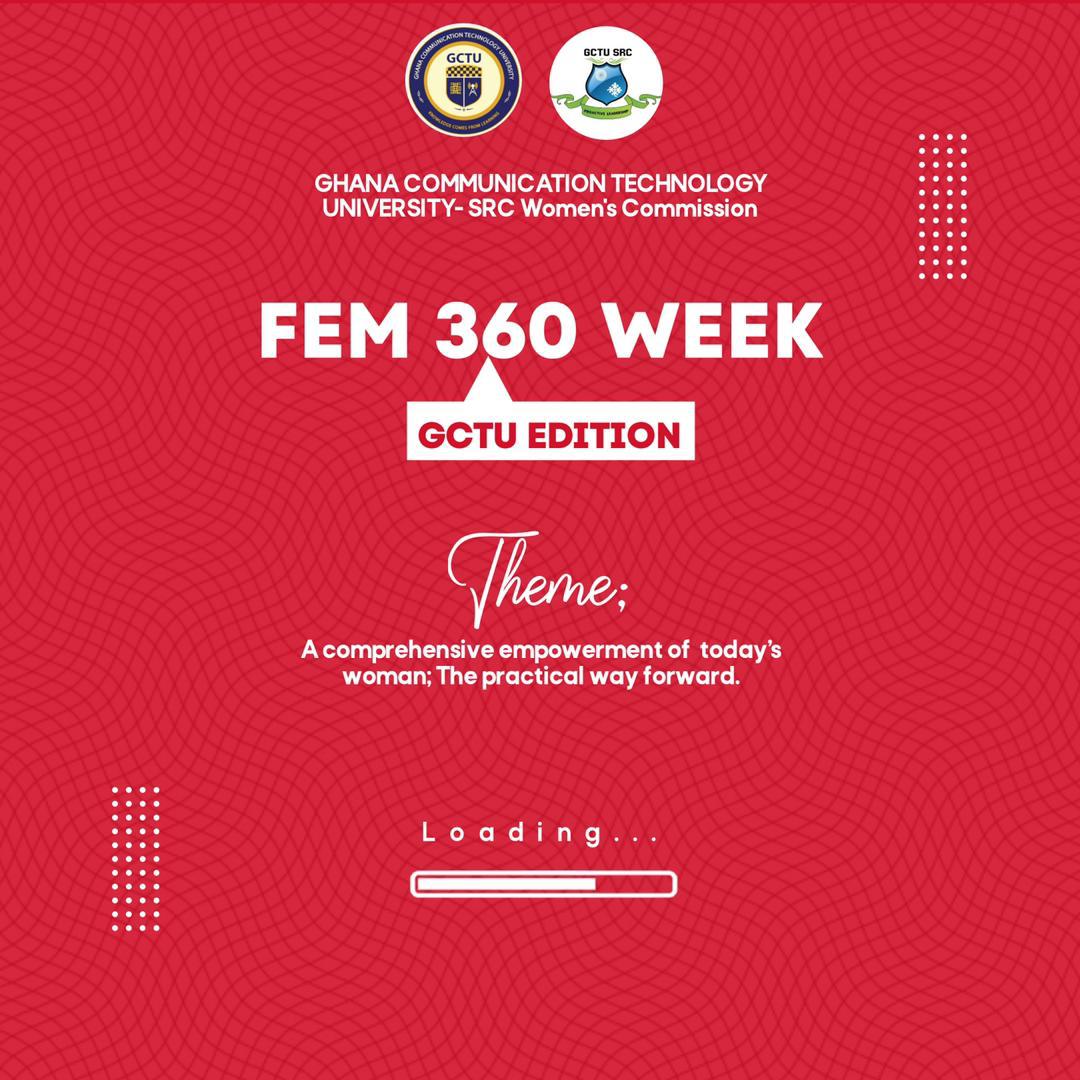 GHANA COMMUNICATION TECHNOLOGY UNIVERSITY
GCTU
KNOWLEDGE COMES FROM LEARNING
GCTU SRC
PROACTIVE LEADERSHIP
GHANA COMMUNICATION TECHNOLOGY
UNIVERSITY- SRC Women's Commission
FEM 360 WEEK
GCTU EDITION
Theme;
A comprehensive empowerment of today’s
woman; The practical way forward.
Loading...